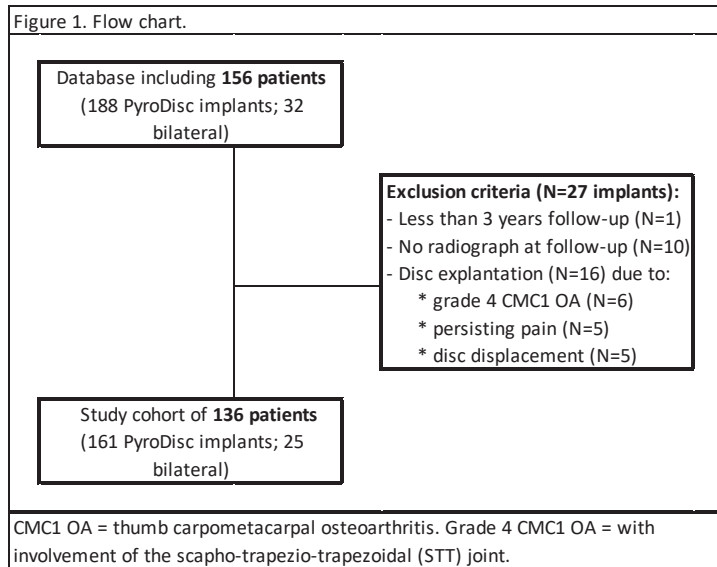 Figure 1. Flow chart.
Database including 156 patients
(188 PyroDisc implants; 32
bilateral)
Exclusion criteria (N=27 implants):
- Less than 3 years follow-up (N=1)
- No radiograph at follow-up (N=10)
- Disc explantation (N=16) due to:
* grade 4 CMC1 OA (N=6)
* persisting pain (N=5)
* disc displacement (N=5)
Study cohort of 136 patients
(161 PyroDisc implants; 25
bilateral)
CMC1 OA = thumb carpometacarpal osteoarthritis. Grade 4 CMC1 OA = with
involvement of the scapho-trapezio-trapezoidal (STT) joint.